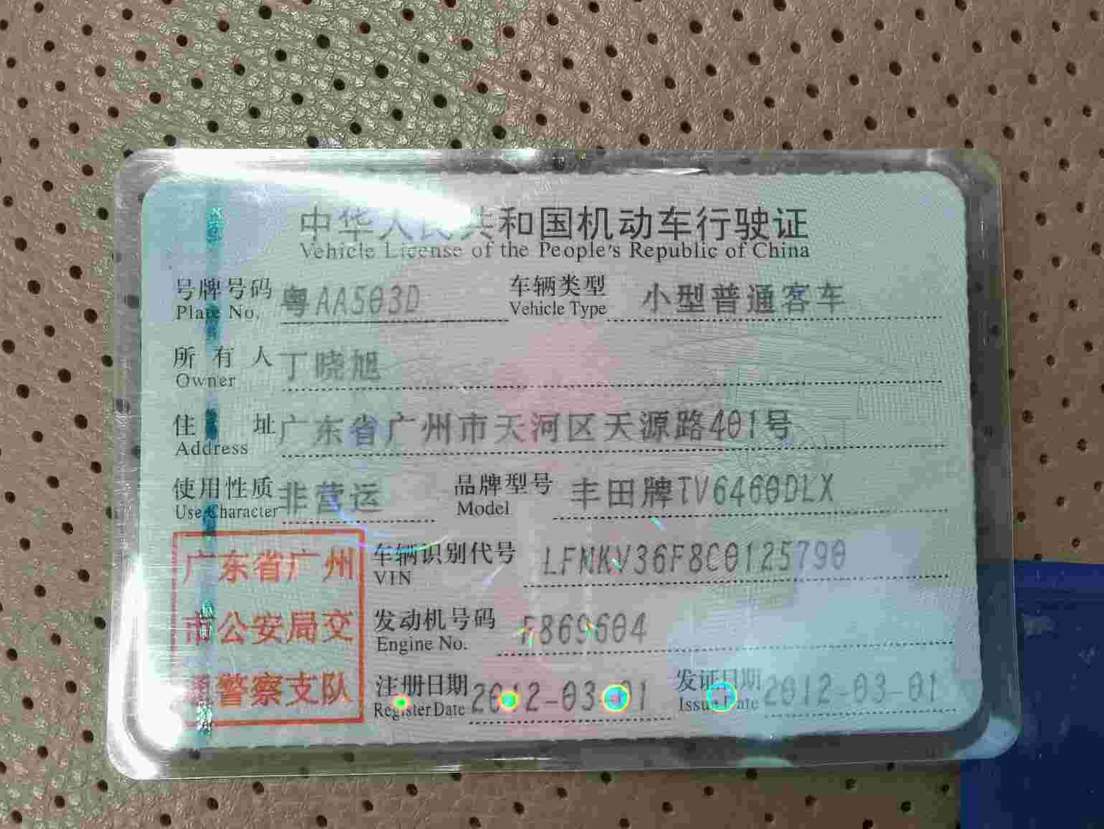 中华人民共和国机动车行驶证
Vehicle License of the People's Republic of China
号牌号码 粤AA503D 车辆类型 小型普通客车
Plate No. Vehicle Type
所有人 丁晓旭
Owner
住址 广东省广州市天河区天源路401号
Address
使用性质 非营运 品牌型号 丰田牌TV6460DLX
Use Character Model
广东省广州市公安局交通警察支队
车辆识别代号 LFMKV36F8C0125790
VIN
发动机号码 F869604
Engine No.
注册日期 2012-03-01 发证日期 2012-03-01
Register Date Issue Date